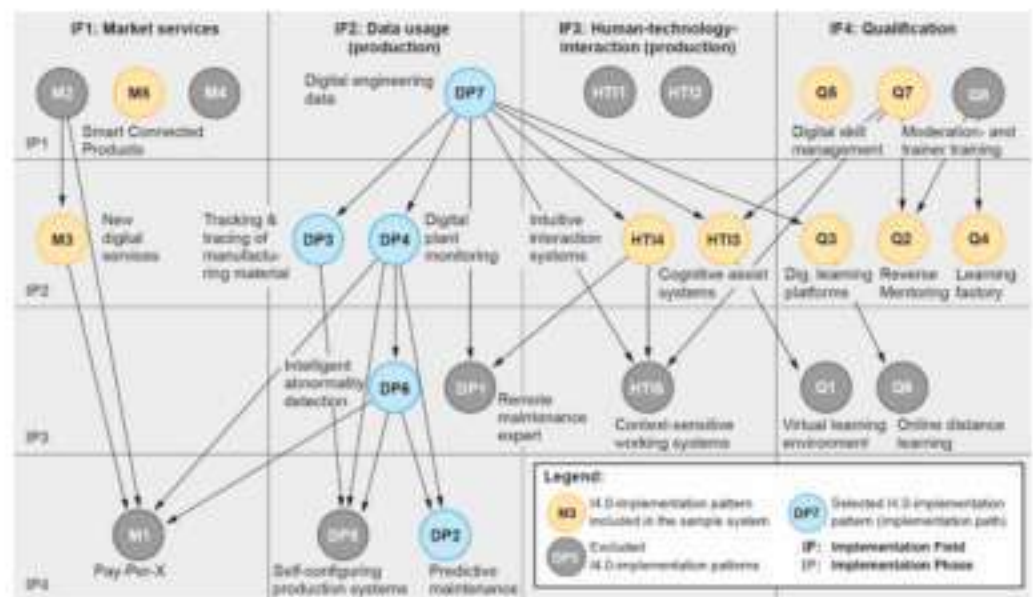 IF1: Market services
IF2: Data usage
(production)
IF3: Human-technology-
interaction (production)
IF4: Qualification
M2
M5
M4
Smart Connected
Products
Digital engineering
data
DP7
HTI1
HTI2
Q5
Q7
Digital skill
management
Moderation- and
trainer training
IP1
M3
New
digital
services
Tracking &
tracing of
manufactu-
ring material
DP3
DP4
Digital
plant
monitoring
Intuitive
interaction
systems
HTI4
HTI3
Cognitive assist
systems
Q3
Dig. learning
platforms
Q2
Reverse
Mentoring
Q4
Learning
factory
IP2
Intelligent
abnormality
detection
DP6
DP1
Remote
maintenance
expert
Context-sensitive
working systems
Q1
Virtual learning
environment
Online distance
learning
IP3
M1
Pay-Per-X
Self-configuring
production systems
DP2
Predictive
maintenance
IP4
Legend:
M3
I4.0-implementation pattern
included in the sample system
DP7
Selected I4.0-implementation
pattern (implementation path)
Excluded
I4.0-implementation patterns
IF: Implementation Field
IP: Implementation Phase